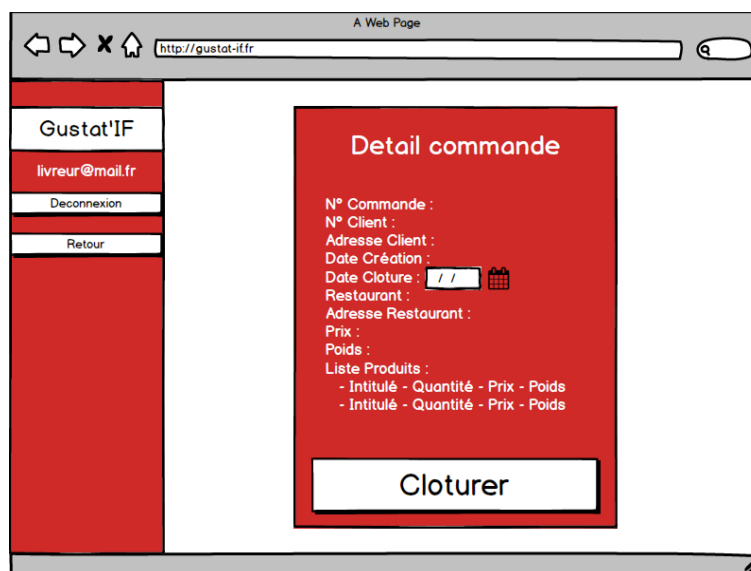 A Web Page
http://gustat-if.fr
Gustat'IF
livreur@mail.fr
Deconnexion
Retour
Detail commande
N° Commande :
N° Client :
Adresse Client :
Date Création :
Date Cloture : / /
Restaurant :
Adresse Restaurant :
Prix :
Poids :
Liste Produits :
- Intitulé - Quantité - Prix - Poids
- Intitulé - Quantité - Prix - Poids
Cloturer